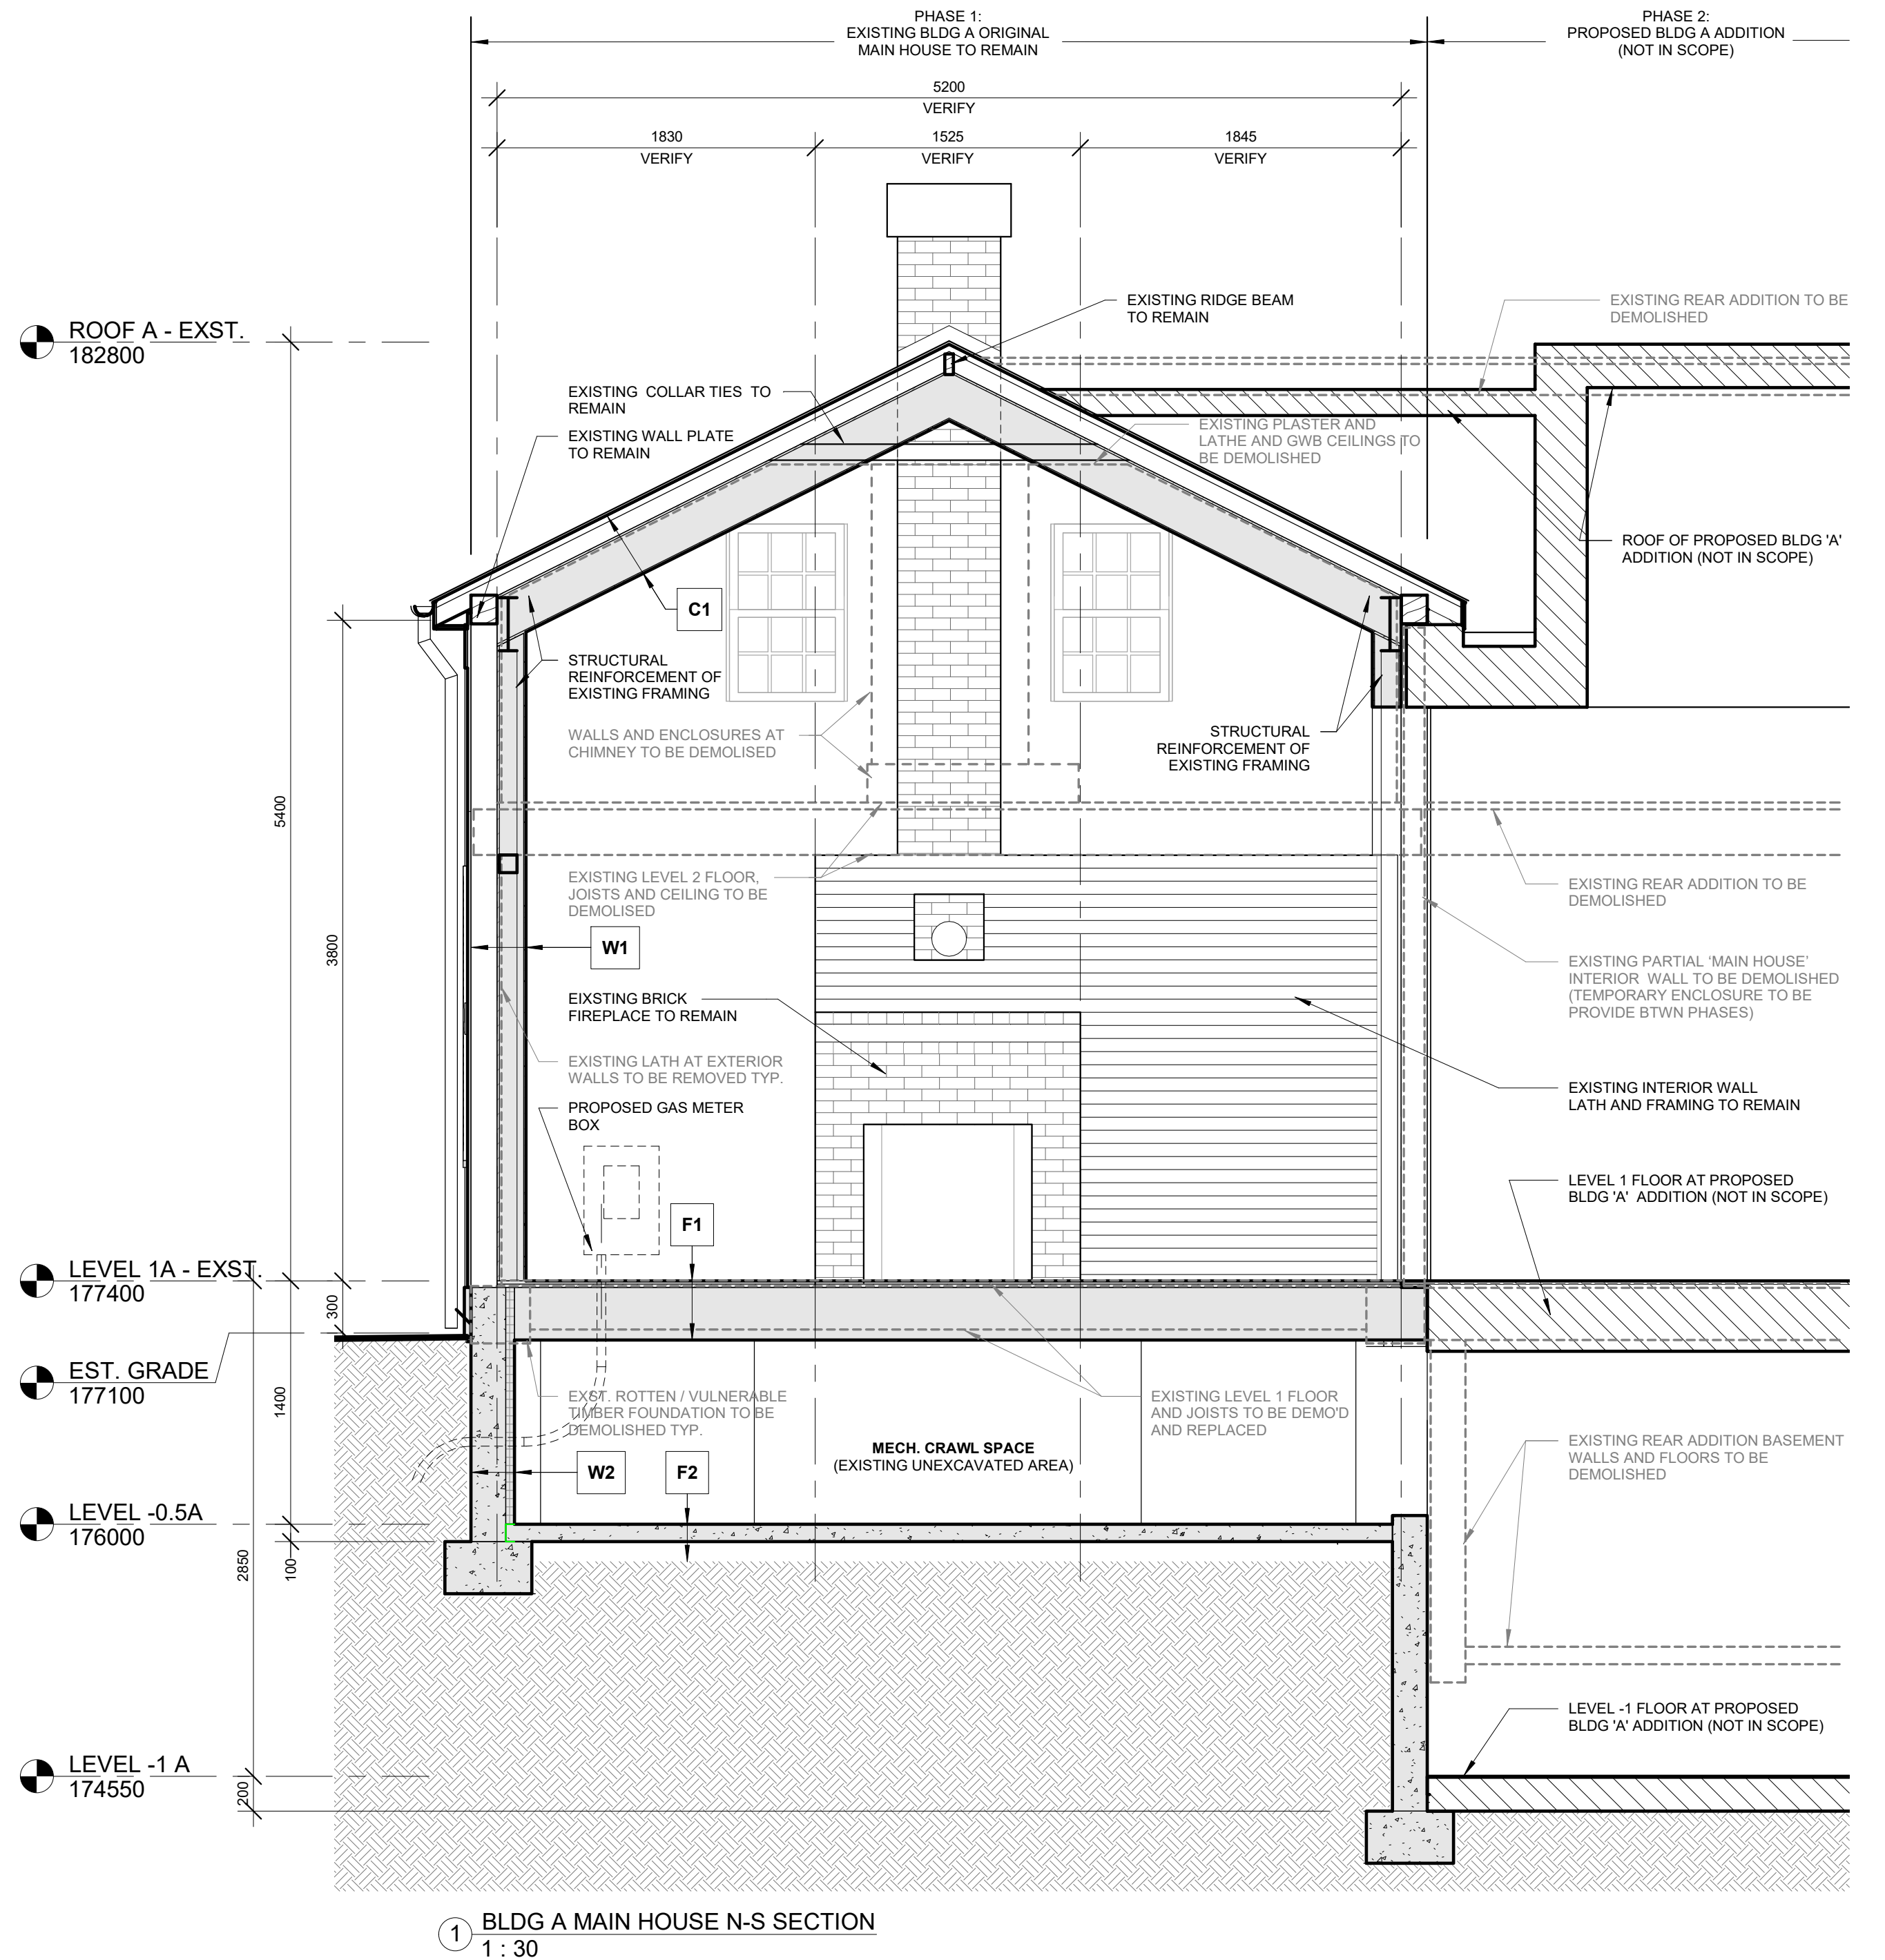 PHASE 1:
EXISTING BLDG A ORIGINAL
MAIN HOUSE TO REMAIN
PHASE 2:
PROPOSED BLDG A ADDITION
(NOT IN SCOPE)
5200
VERIFY
1830
VERIFY
1525
VERIFY
1845
VERIFY
EXISTING RIDGE BEAM
TO REMAIN
EXISTING REAR ADDITION TO BE
DEMOLISHED
ROOF A - EXST.
182800
EXISTING COLLAR TIES TO
REMAIN
EXISTING WALL PLATE
TO REMAIN
EXISTING PLASTER AND
LATHE AND GWB CEILINGS TO
BE DEMOLISHED
ROOF OF PROPOSED BLDG 'A'
ADDITION (NOT IN SCOPE)
C1
STRUCTURAL
REINFORCEMENT OF
EXISTING FRAMING
WALLS AND ENCLOSURES AT
CHIMNEY TO BE DEMOLISED
STRUCTURAL
REINFORCEMENT OF
EXISTING FRAMING
5400
3800
EXISTING LEVEL 2 FLOOR,
JOISTS AND CEILING TO BE
DEMOLISED
EXISTING REAR ADDITION TO BE
DEMOLISHED
W1
EXISTING PARTIAL ‘MAIN HOUSE’
INTERIOR WALL TO BE DEMOLISHED
(TEMPORARY ENCLOSURE TO BE
PROVIDE BTWN PHASES)
EIXSTING BRICK
FIREPLACE TO REMAIN
EXISTING LATH AT EXTERIOR
WALLS TO BE REMOVED TYP.
EXISTING INTERIOR WALL
LATH AND FRAMING TO REMAIN
PROPOSED GAS METER
BOX
LEVEL 1 FLOOR AT PROPOSED
BLDG 'A' ADDITION (NOT IN SCOPE)
F1
LEVEL 1A - EXST.
177400
300
EST. GRADE
177100
1400
EXST. ROTTEN / VULNERABLE
TIMBER FOUNDATION TO BE
DEMOLISHED TYP.
EXISTING LEVEL 1 FLOOR
AND JOISTS TO BE DEMO'D
AND REPLACED
MECH. CRAWL SPACE
(EXISTING UNEXCAVATED AREA)
EXISTING REAR ADDITION BASEMENT
WALLS AND FLOORS TO BE
DEMOLISHED
W2
F2
LEVEL -0.5A
176000
2850
100
LEVEL -1 FLOOR AT PROPOSED
BLDG 'A' ADDITION (NOT IN SCOPE)
LEVEL -1 A
174550
200
1
BLDG A MAIN HOUSE N-S SECTION
1 : 30